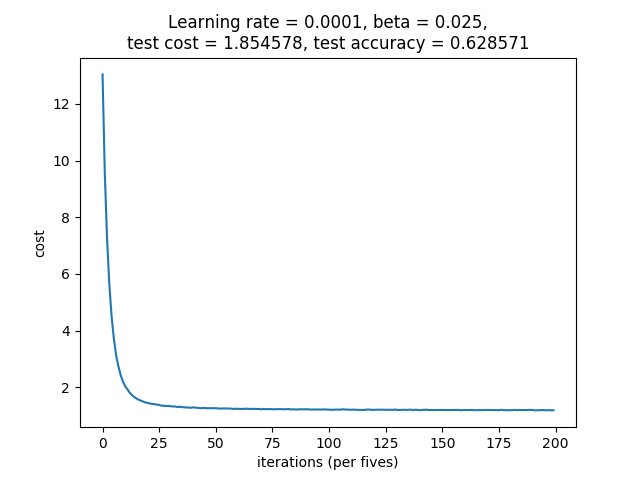 Learning rate = 0.0001, beta = 0.025,
test cost = 1.854578, test accuracy = 0.628571
12
10
8
6
4
2
cost
0 25 50 75 100 125 150 175 200
iterations (per fives)